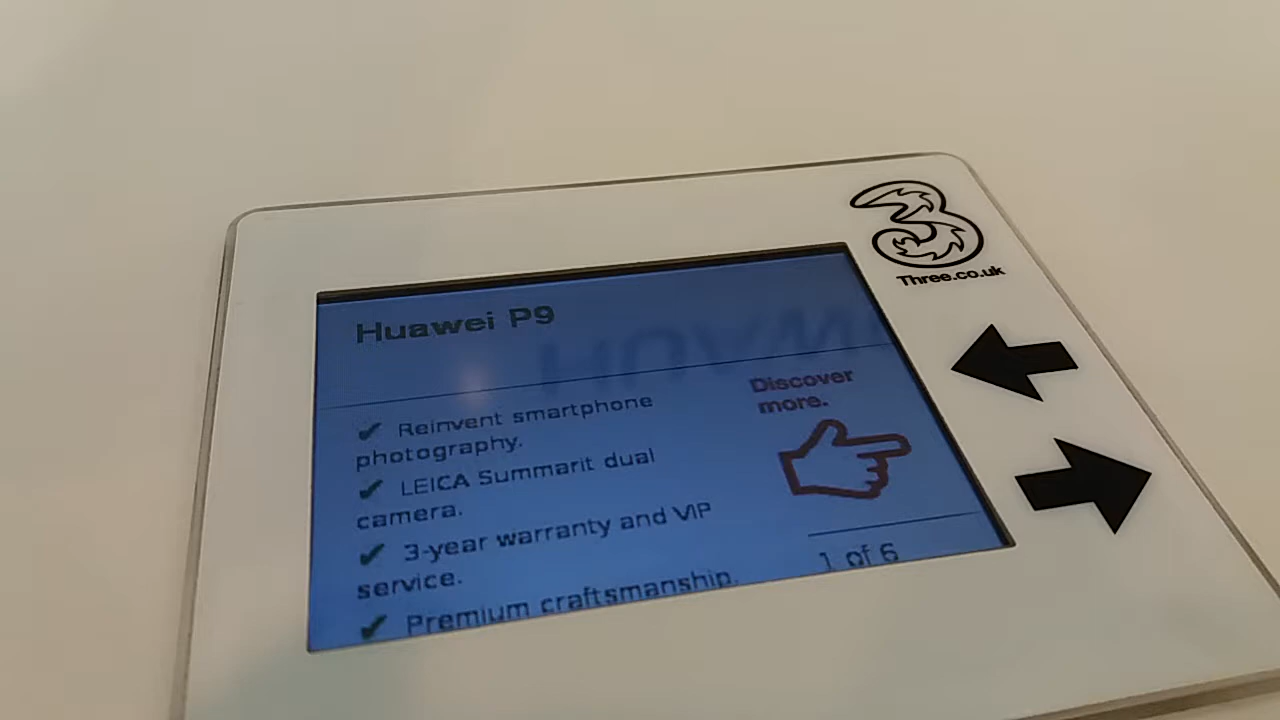 3
Three.co.uk
Huawei P9
✔ Reinvent smartphone
photography.
✔ LEICA Summarit dual
camera.
✔ 3-year warranty and VIP
service.
✔ Premium craftsmanship.
Discover
more.
1 of 6